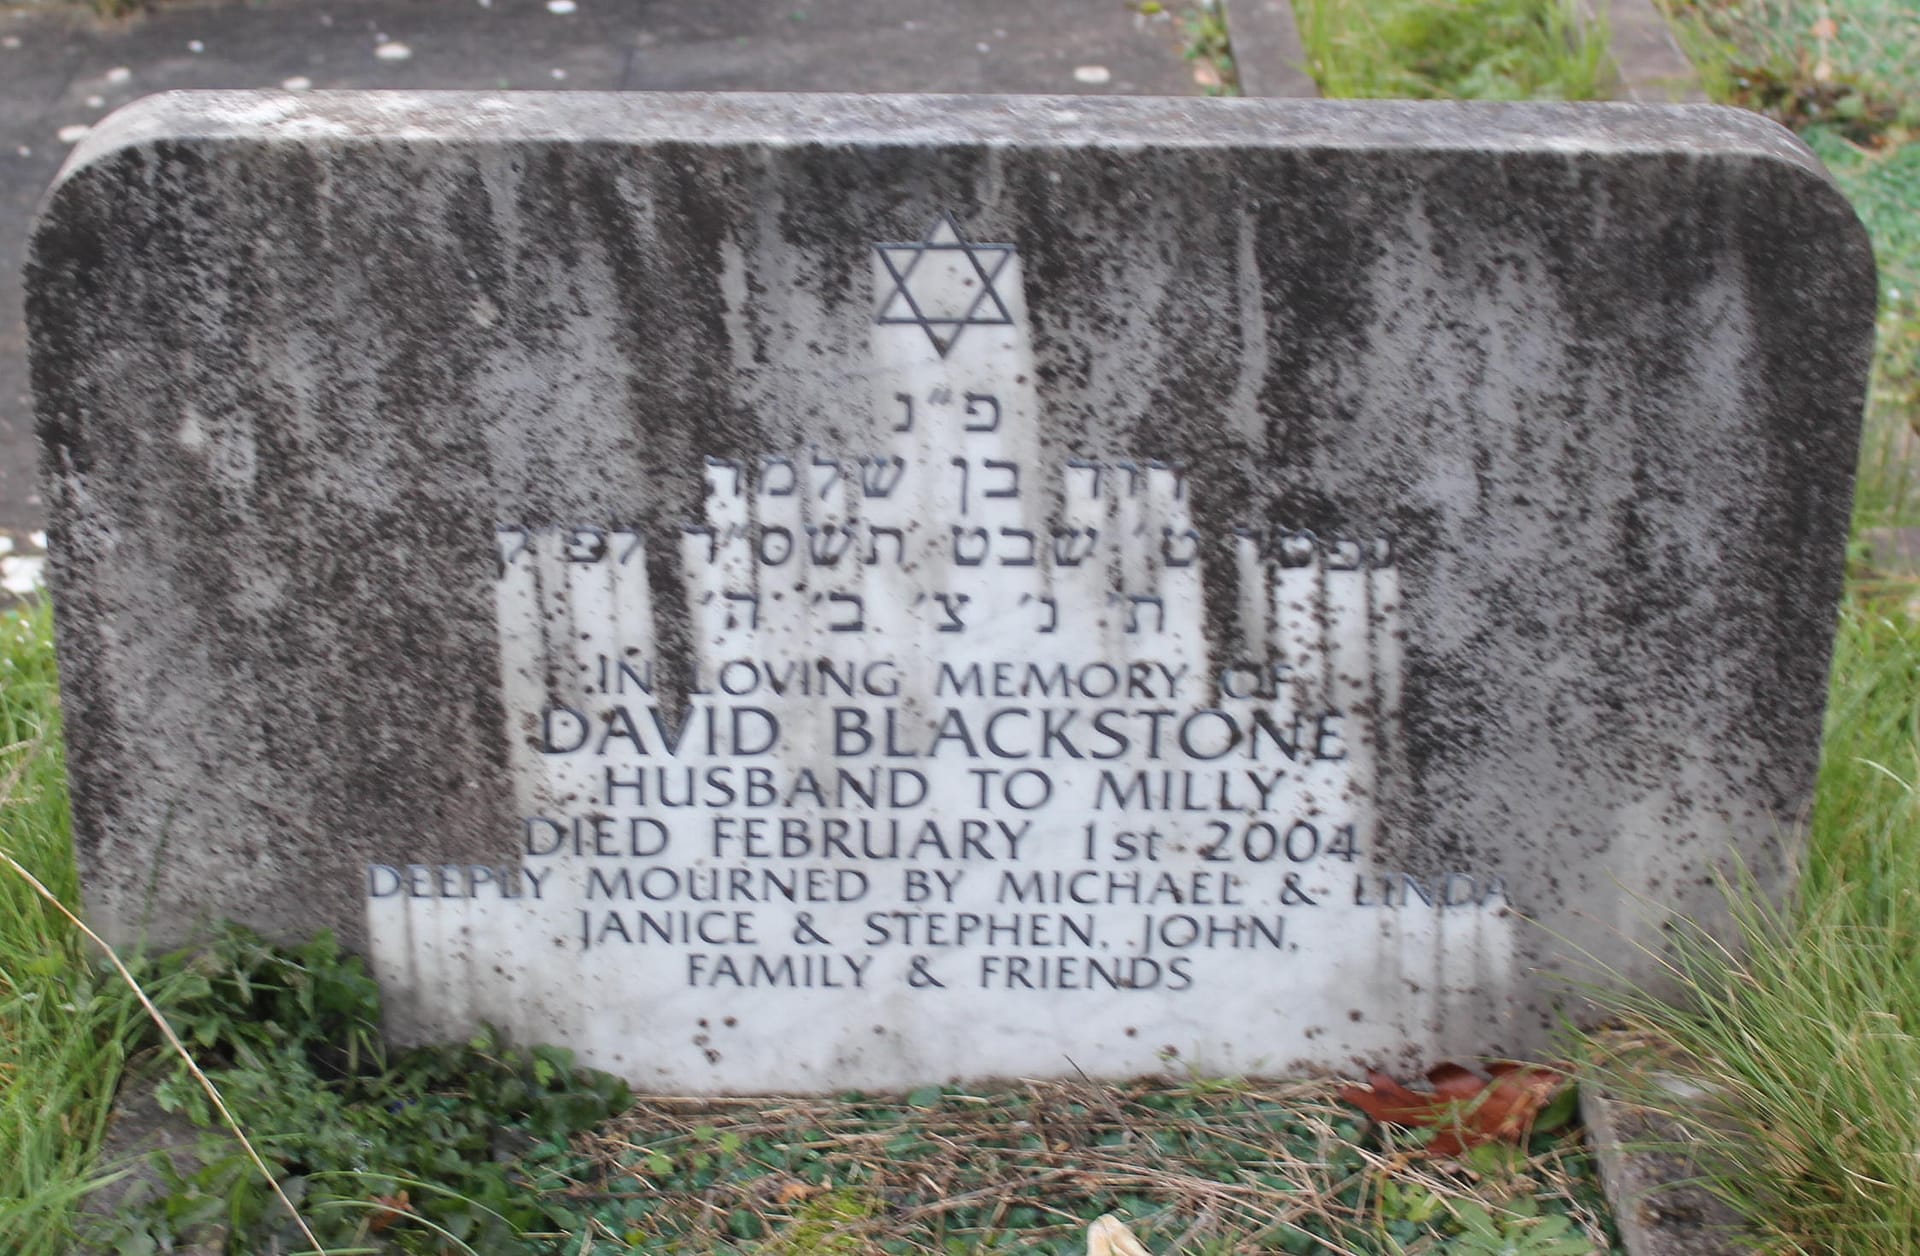 פ״נ
דוד בן שלמה
נפטר ט׳ שבט תשס״ד לפ״ק
ת׳ נ׳ צ׳ ב׳ ה׳
IN LOVING MEMORY OF
DAVID BLACKSTONE
HUSBAND TO MILLY
DIED FEBRUARY 1st 2004
DEEPLY MOURNED BY MICHAEL & LINDA
JANICE & STEPHEN, JOHN,
FAMILY & FRIENDS